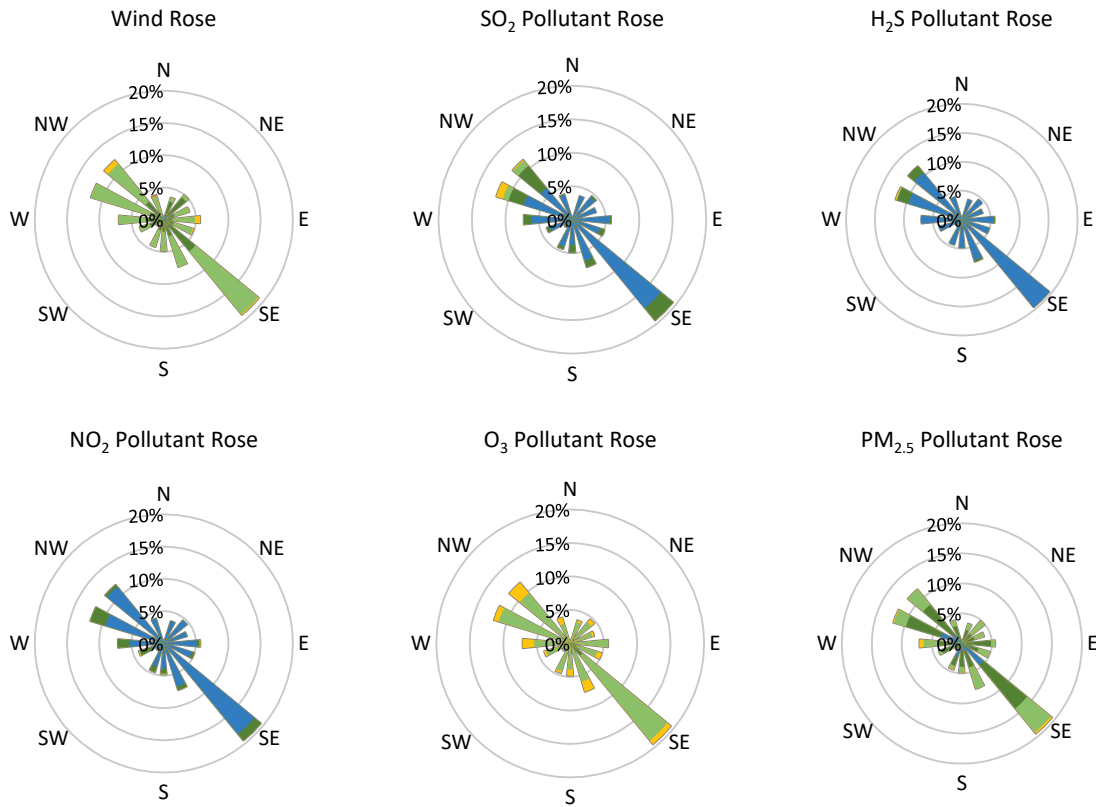 Wind Rose
N
20%
15%
10%
5%
0%
NW
NE
W
E
SW
SE
S
SO₂ Pollutant Rose
N
20%
15%
10%
5%
0%
NW
NE
W
E
SW
SE
S
H₂S Pollutant Rose
N
20%
15%
10%
5%
0%
NW
NE
W
E
SW
SE
S
NO₂ Pollutant Rose
N
20%
15%
10%
5%
0%
NW
NE
W
E
SW
SE
S
O₃ Pollutant Rose
N
20%
15%
10%
5%
0%
NW
NE
W
E
SW
SE
S
PM₂.₅ Pollutant Rose
N
20%
15%
10%
5%
0%
NW
NE
W
E
SW
SE
S